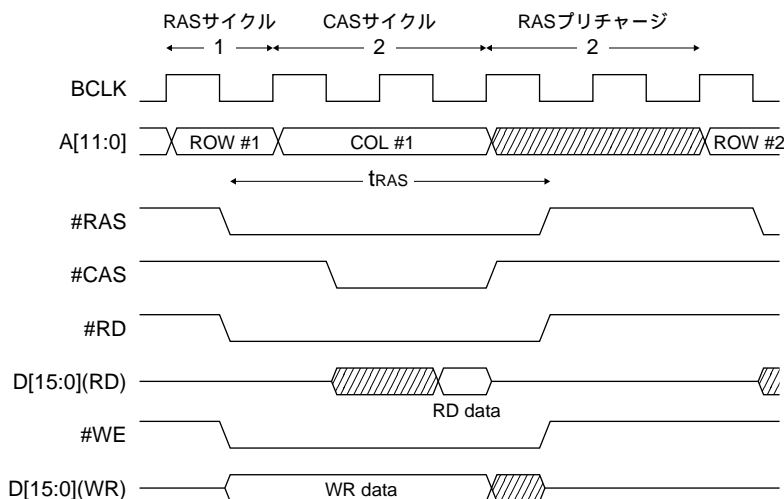 RASサイクル CASサイクル RASプリチャージ
1 2 2
BCLK
A[11:0] ROW #1 COL #1 ROW #2
tRAS
#RAS
#CAS
#RD
D[15:0](RD)
RD data
#WE
D[15:0](WR) WR data